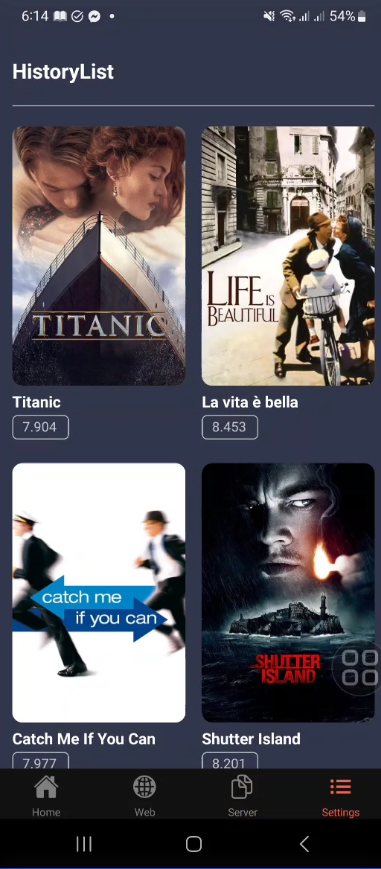 6:14
54%
HistoryList
TITANIC
LIFE IS
BEAUTIFUL
Titanic
La vita è bella
7.904
8.453
catch me
if you can
SHUTTER
ISLAND
Catch Me If You Can
Shutter Island
7.977
8.201
Home
Web
Server
Settings